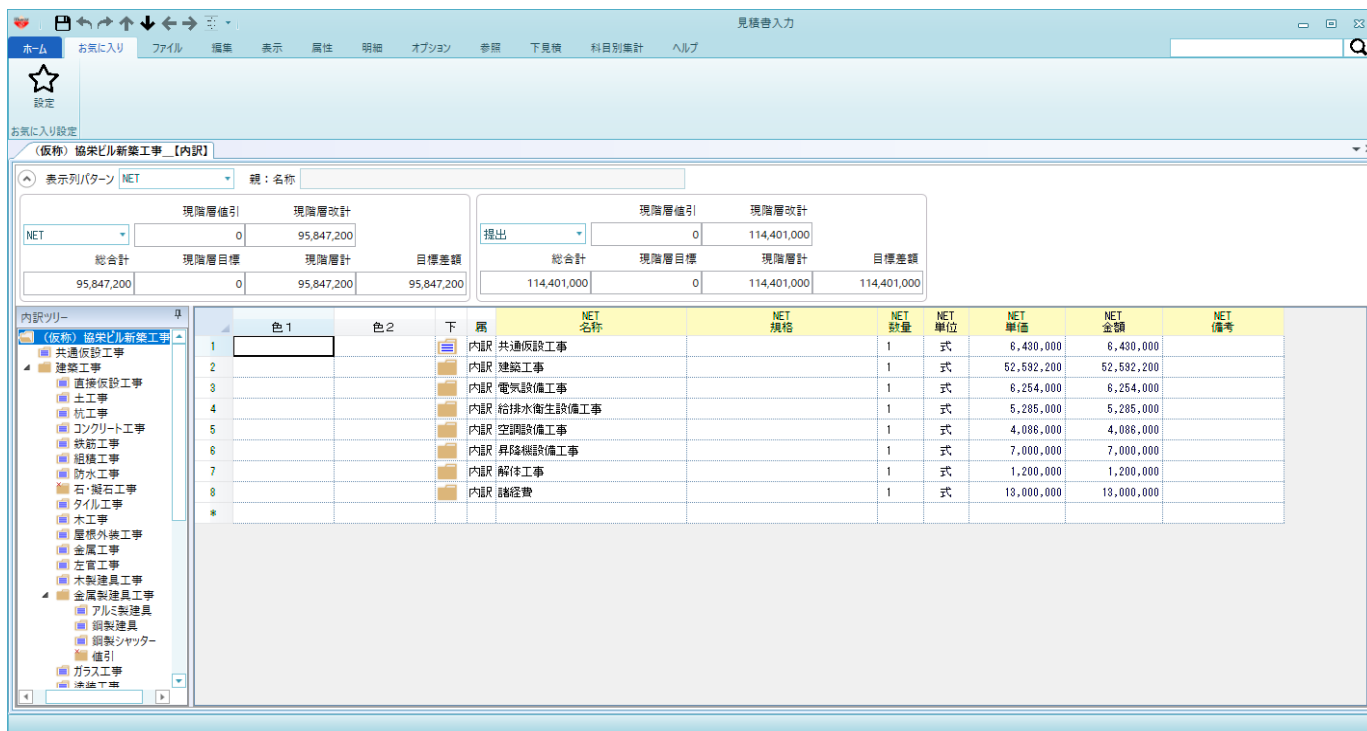 見積書入力
ホーム お気に入り ファイル 編集 表示 属性 明細 オプション 参照 下見積 科目別集計 ヘルプ
設定
お気に入り設定
（仮称）協栄ビル新築工事_【内訳】
表示列パターン NET 親：名称
現階層値引 現階層改計 現階層値引 現階層改計
NET 0 95,847,200 提出 0 114,401,000
総合計 現階層目標 現階層計 目標差額 総合計 現階層目標 現階層計 目標差額
95,847,200 0 95,847,200 95,847,200 114,401,000 0 114,401,000 114,401,000
内訳ツリー
（仮称）協栄ビル新築工事
共通仮設工事
建築工事
直接仮設工事
土工事
杭工事
コンクリート工事
鉄筋工事
組積工事
防水工事
石・擬石工事
タイル工事
木工事
屋根外装工事
金属工事
左官工事
木製建具工事
金属製建具工事
アルミ製建具
鋼製建具
鋼製シャッター
値引
ガラス工事
塗装工事
色1 色2 下 属 NET 名称 NET 規格 NET 数量 NET 単位 NET 単価 NET 金額 NET 備考
1 内訳 共通仮設工事 1 式 6,430,000 6,430,000
2 内訳 建築工事 1 式 52,592,200 52,592,200
3 内訳 電気設備工事 1 式 6,254,000 6,254,000
4 内訳 給排水衛生設備工事 1 式 5,285,000 5,285,000
5 内訳 空調設備工事 1 式 4,086,000 4,086,000
6 内訳 昇降機設備工事 1 式 7,000,000 7,000,000
7 内訳 解体工事 1 式 1,200,000 1,200,000
8 内訳 諸経費 1 式 13,000,000 13,000,000
*